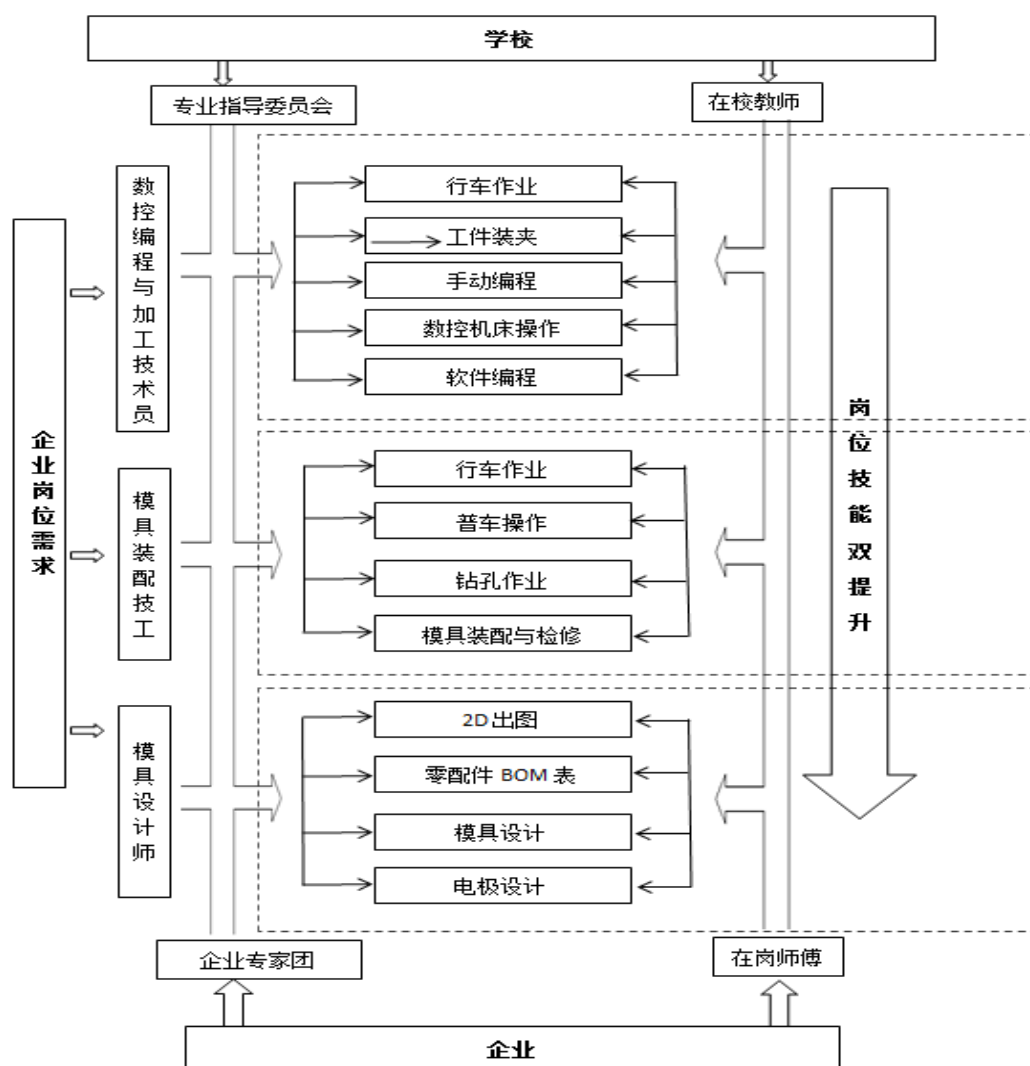 学校
专业指导委员会
在校教师
企业岗位需求
数控编程与加工技术员
行车作业
工件装夹
手动编程
数控机床操作
软件编程
岗位技能双提升
模具装配技工
行车作业
普车操作
钻孔作业
模具装配与检修
模具设计师
2D 出图
零配件 BOM 表
模具设计
电极设计
企业专家团
在岗师傅
企业